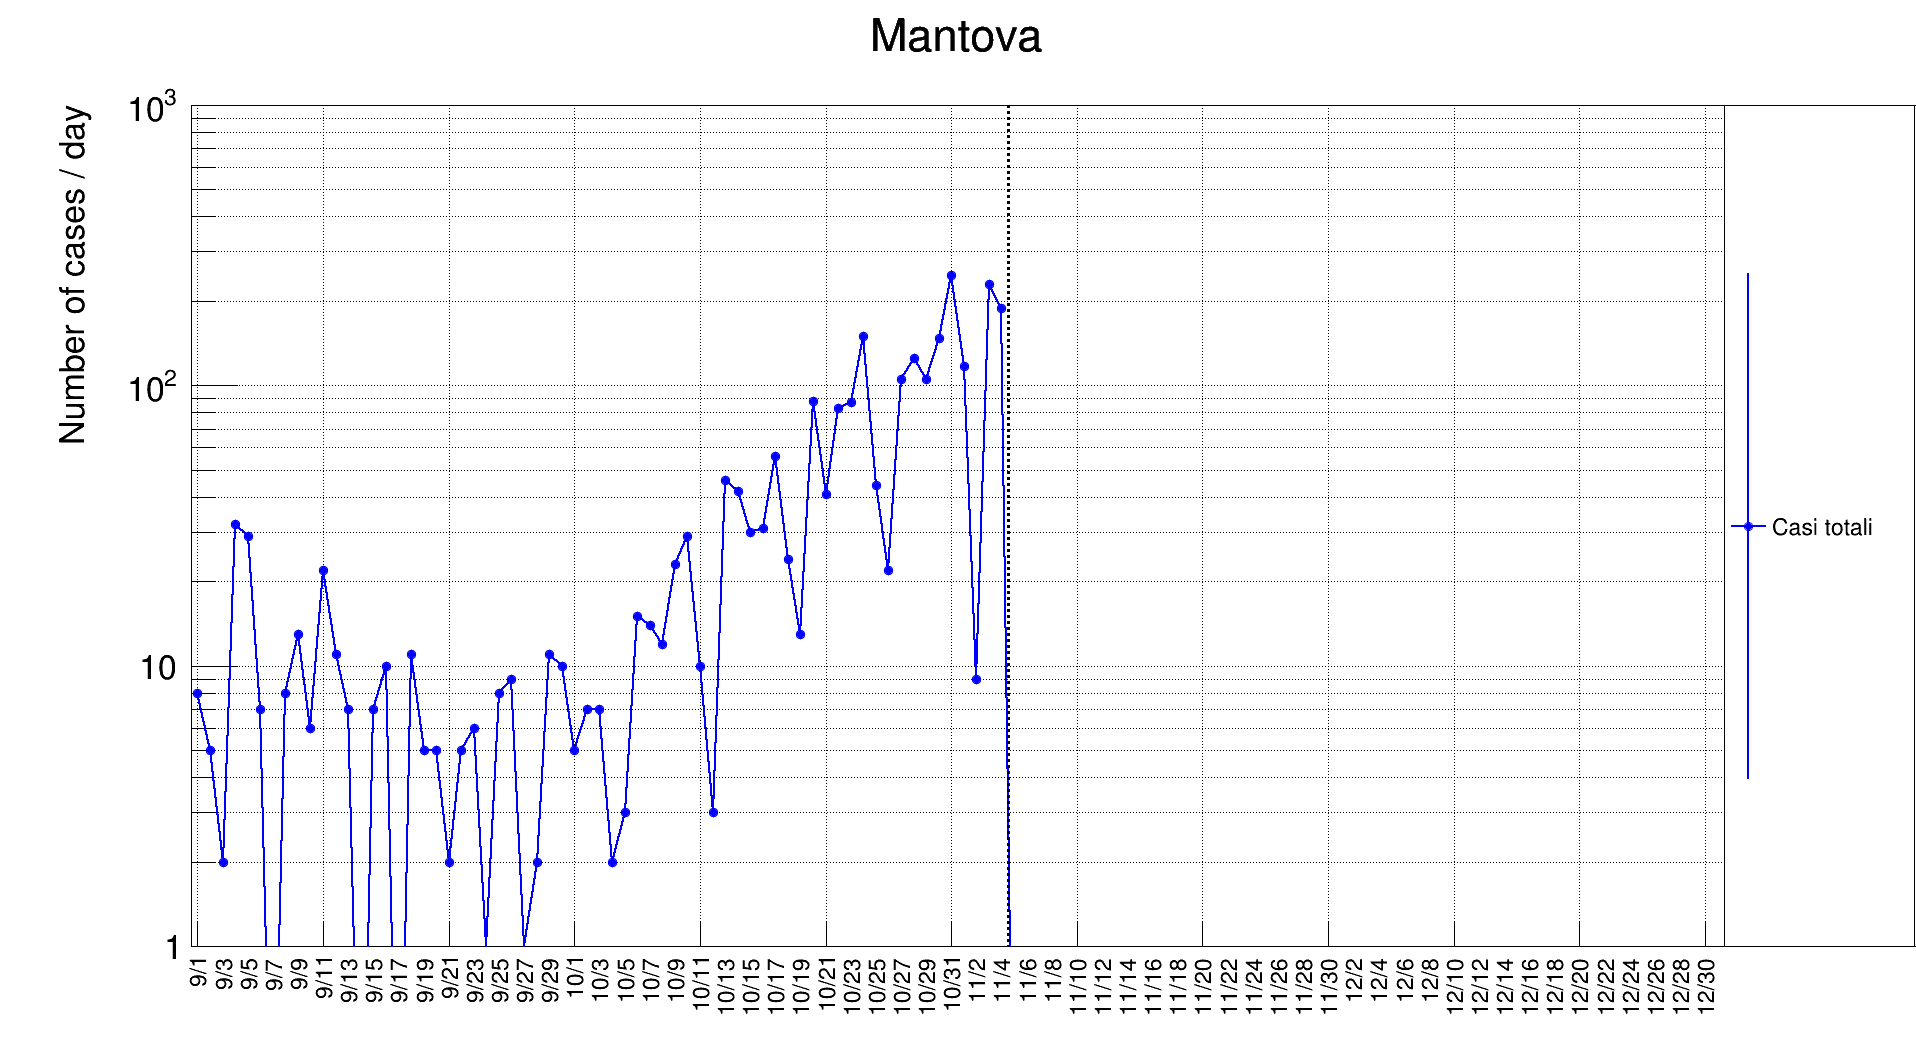 Mantova
Number of cases / day
10³
10²
10
1
9/1 9/3 9/5 9/7 9/9 9/11 9/13 9/15 9/17 9/19 9/21 9/23 9/25 9/27 9/29 10/1 10/3 10/5 10/7 10/9 10/11 10/13 10/15 10/17 10/19 10/21 10/23 10/25 10/27 10/29 10/31 11/2 11/4 11/6 11/8 11/10 11/12 11/14 11/16 11/18 11/20 11/22 11/24 11/26 11/28 11/30 12/2 12/4 12/6 12/8 12/10 12/12 12/14 12/16 12/18 12/20 12/22 12/24 12/26 12/28 12/30
Casi totali